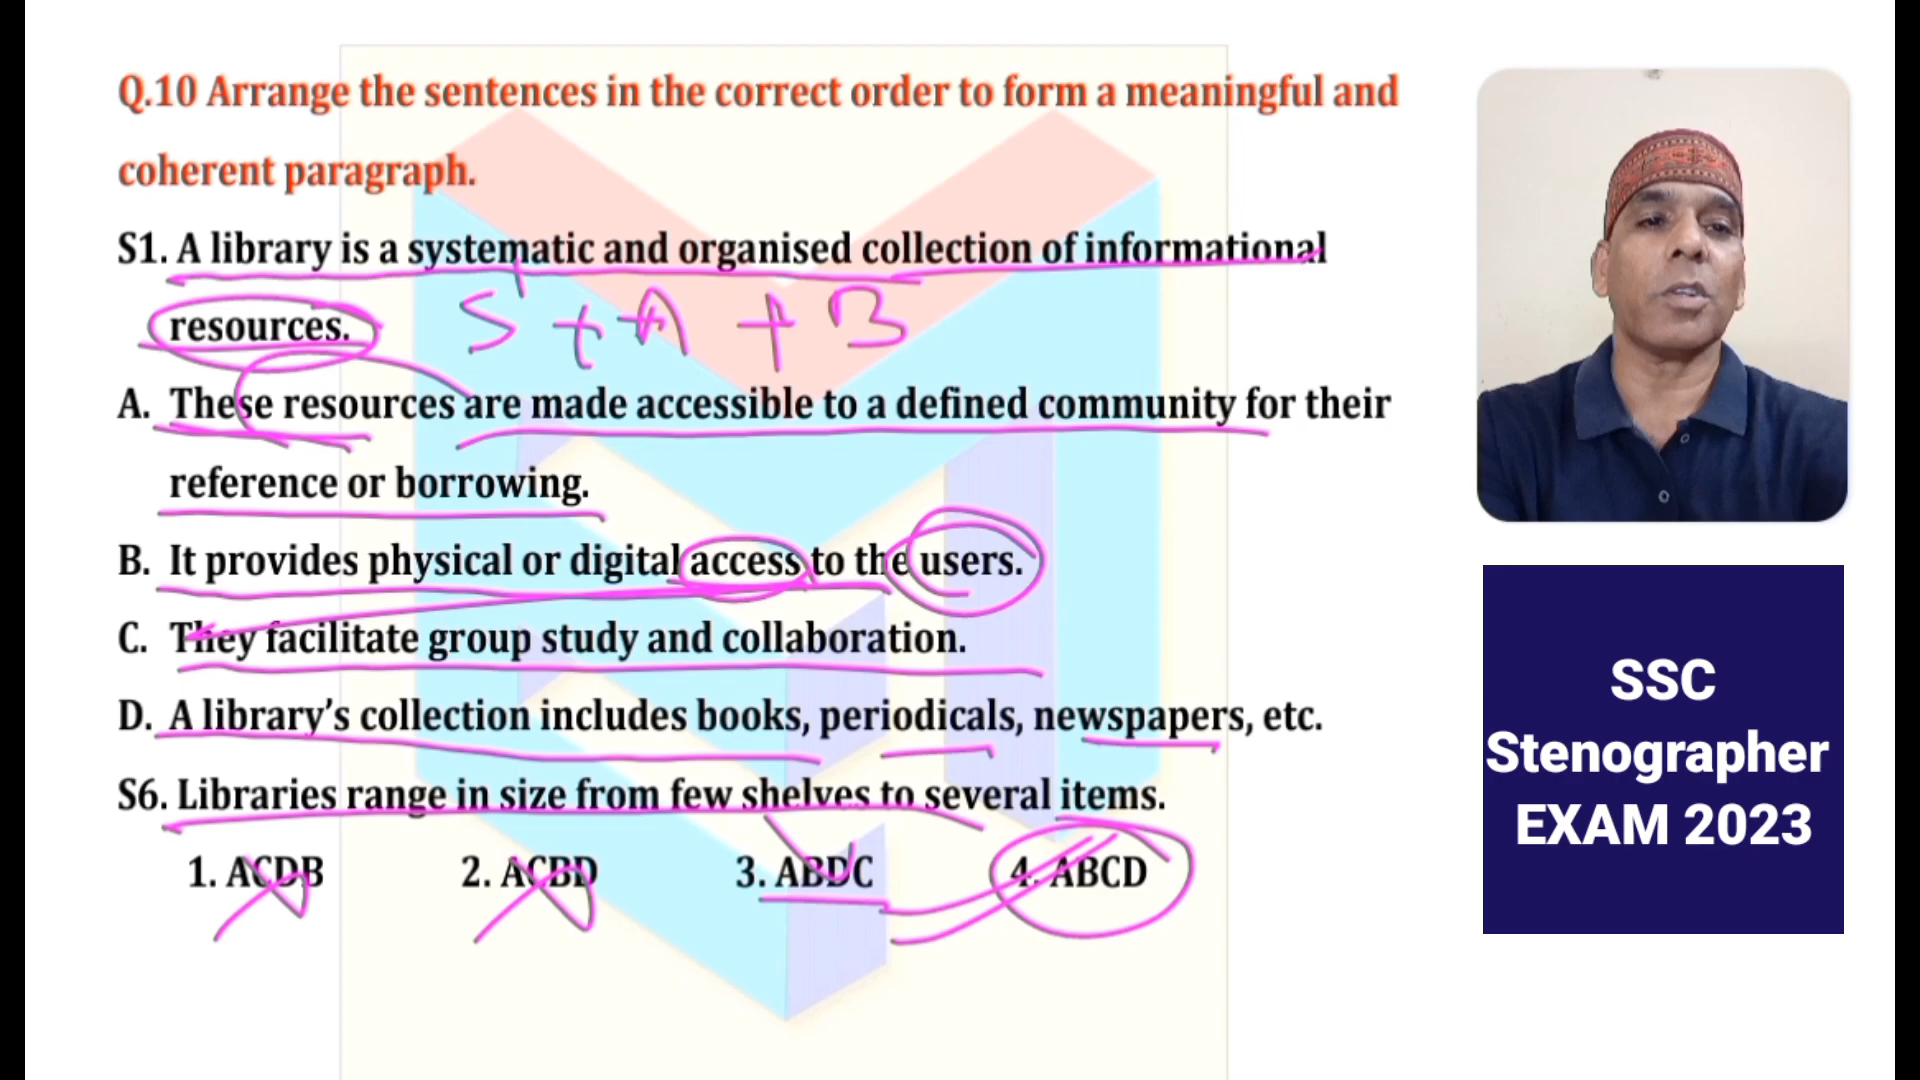 Q.10 Arrange the sentences in the correct order to form a meaningful and
coherent paragraph.
S1. A library is a systematic and organised collection of informational
resources. S1 + A + B
A. These resources are made accessible to a defined community for their
reference or borrowing.
B. It provides physical or digital access to the users.
C. They facilitate group study and collaboration.
D. A library's collection includes books, periodicals, newspapers, etc.
S6. Libraries range in size from few shelves to several items.
1. ACDB 2. ACBD 3. ABDC 4. ABCD
SSC
Stenographer
EXAM 2023